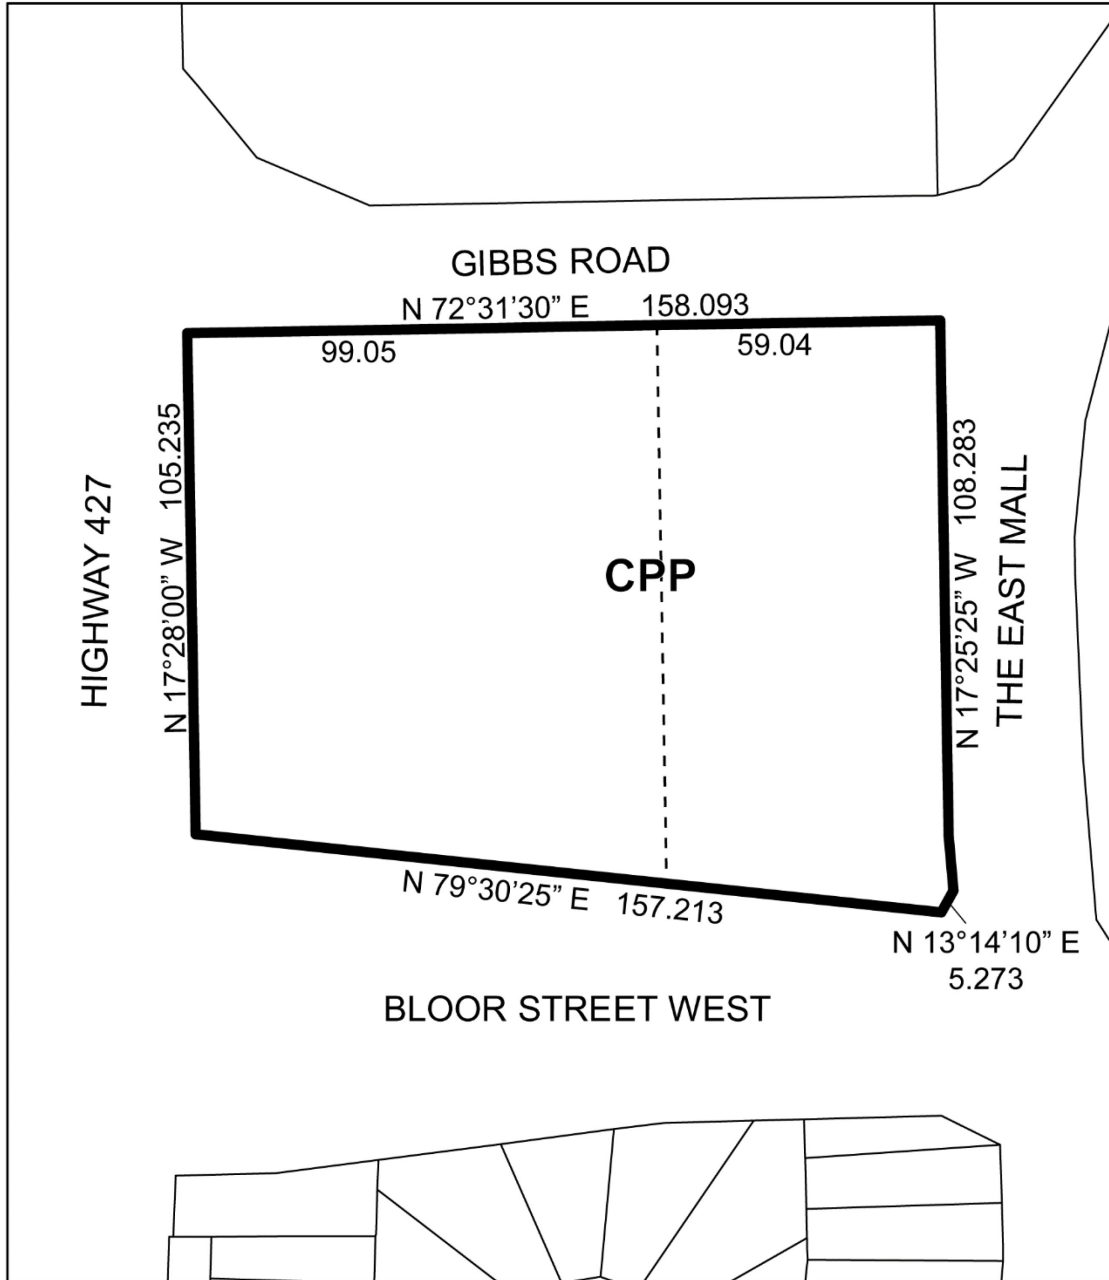 GIBBS ROAD
N 72°31’30” E 158.093
99.05
59.04
HIGHWAY 427
N 17°28’00” W 105.235
CPP
N 17°25’25” W 108.283
THE EAST MALL
N 79°30’25” E 157.213
N 13°14’10” E
5.273
BLOOR STREET WEST